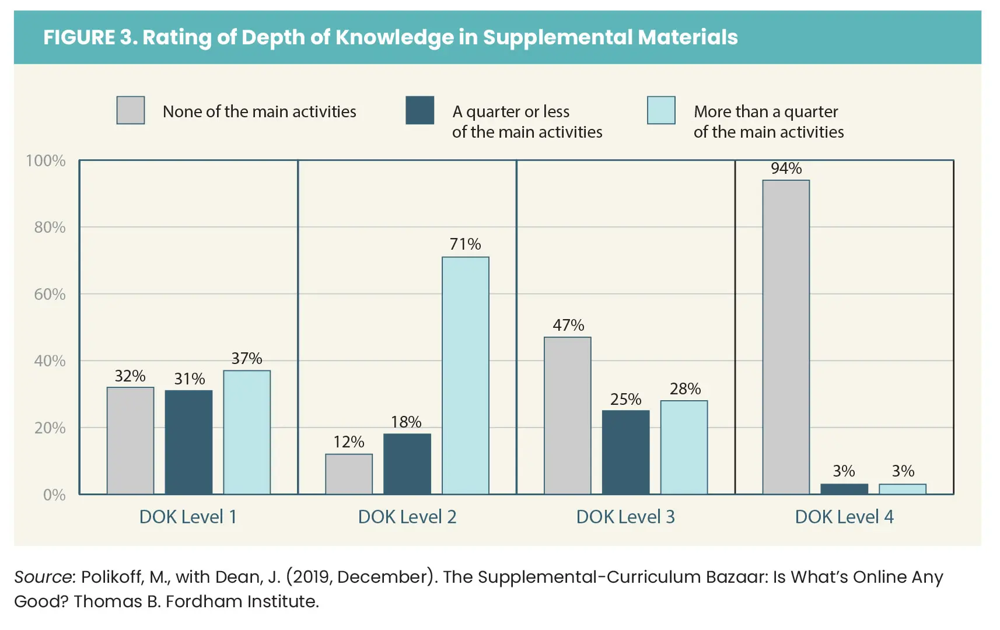 FIGURE 3. Rating of Depth of Knowledge in Supplemental Materials
None of the main activities
A quarter or less
of the main activities
More than a quarter
of the main activities
100%
80%
60%
40%
20%
0%
32%
31%
37%
12%
18%
71%
47%
25%
28%
94%
3%
3%
DOK Level 1
DOK Level 2
DOK Level 3
DOK Level 4
Source: Polikoff, M., with Dean, J. (2019, December). The Supplemental-Curriculum Bazaar: Is What’s Online Any
Good? Thomas B. Fordham Institute.